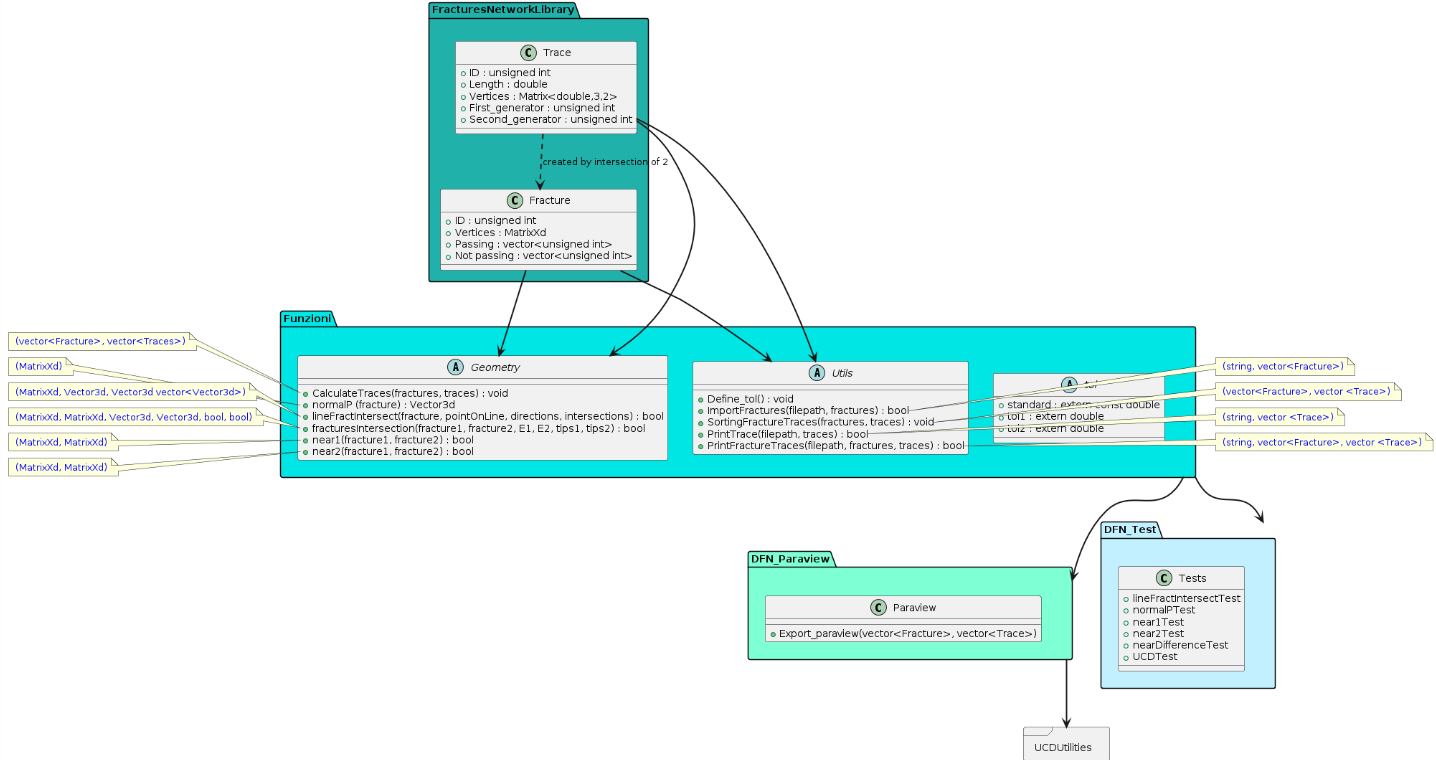 FracturesNetworkLibrary
C Trace
ID : unsigned int
Length : double
Vertices : Matrix<double,3,2>
First_generator : unsigned int
Second_generator : unsigned int
created by intersection of 2
C Fracture
ID : unsigned int
Vertices : MatrixXd
Passing : vector<unsigned int>
Not passing : vector<unsigned int>
Funzioni
(vector<Fracture>, vector<Traces>)
(MatrixXd)
(MatrixXd, Vector3d, Vector3d vector<Vector3d>)
(MatrixXd, MatrixXd, Vector3d, Vector3d, bool, bool)
(MatrixXd, MatrixXd)
(MatrixXd, MatrixXd)
A Geometry
CalculateTraces(fractures, traces) : void
normalP (fracture) : Vector3d
lineFractIntersect(fracture, pointOnLine, directions, intersections) : bool
fracturesIntersection(fracture1, fracture2, E1, E2, tips1, tips2) : bool
near1(fracture1, fracture2) : bool
near2(fracture1, fracture2) : bool
A Utils
Define_tol() : void
ImportFractures(filepath, fractures) : bool
SortingFractureTraces(fractures, traces) : void
PrintTrace(filepath, traces) : bool
PrintFractureTraces(filepath, fractures, traces) : bool
A
standard : extern const double
tol1 : extern double
tol2 : extern double
(string, vector<Fracture>)
(vector<Fracture>, vector <Trace>)
(string, vector <Trace>)
(string, vector<Fracture>, vector <Trace>)
DFN_Paraview
C Paraview
Export_paraview(vector<Fracture>, vector<Trace>)
DFN_Test
C Tests
lineFractIntersectTest
normalPTest
near1Test
near2Test
nearDifferenceTest
UCDTest
UCDUtilities